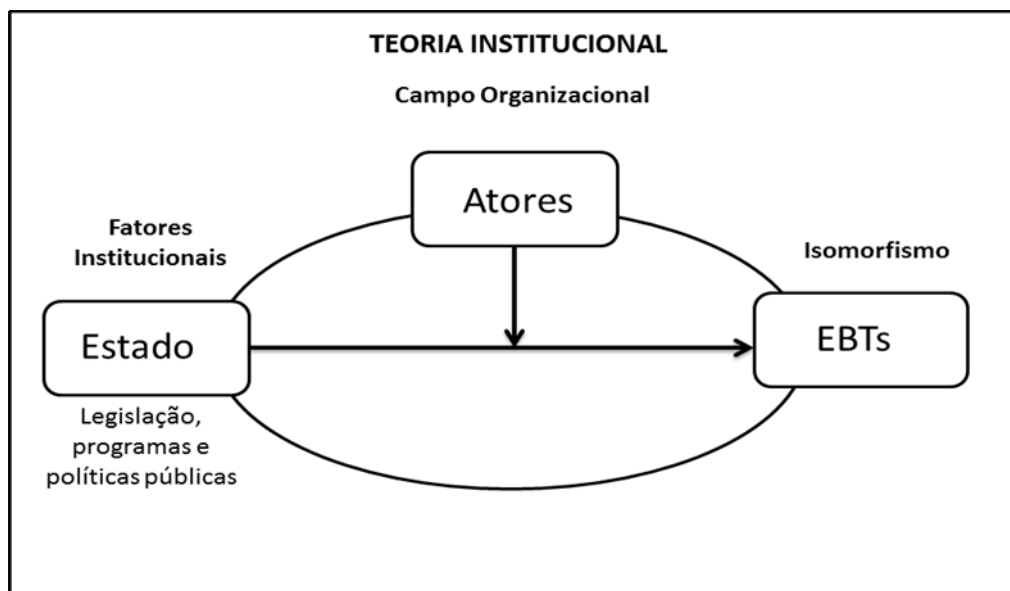 TEORIA INSTITUCIONAL
Campo Organizacional
Atores
Fatores
Institucionais
Isomorfismo
Estado
EBTs
Legislação,
programas e
políticas públicas